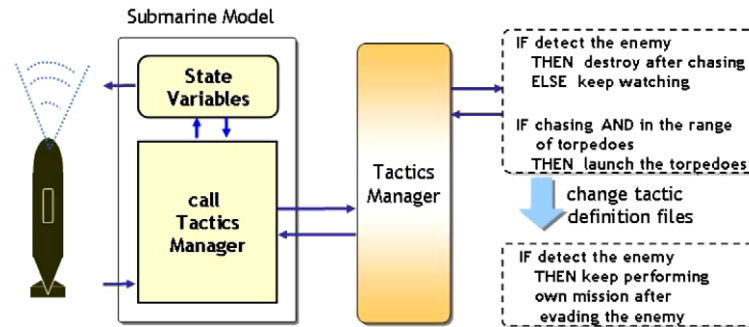 Submarine Model
State
Variables
call
Tactics
Manager
Tactics
Manager
IF detect the enemy
THEN destroy after chasing
ELSE keep watching
IF chasing AND in the range
of torpedoes
THEN launch the torpedoes
change tactic
definition files
IF detect the enemy
THEN keep performing
own mission after
evading the enemy